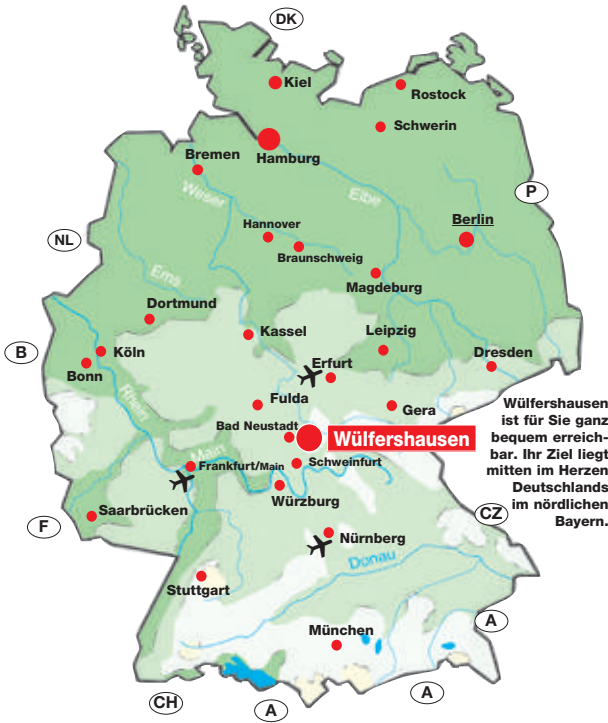 DK
Kiel
Rostock
Schwerin
Hamburg
Bremen
Weser
Elbe
P
Berlin
NL
Hannover
Braunschweig
Ems
Magdeburg
Dortmund
Kassel
Leipzig
B
Köln
Bonn
Erfurt
Dresden
Rhein
Fulda
Gera
Bad Neustadt
Wülfershausen
Wülfershausen
ist für Sie ganz
bequem erreich-
bar. Ihr Ziel liegt
mitten im Herzen
Deutschlands
im nördlichen
Bayern.
Main
Frankfurt/Main
Schweinfurt
Würzburg
Saarbrücken
F
CZ
Nürnberg
Donau
Stuttgart
München
A
CH
A
A